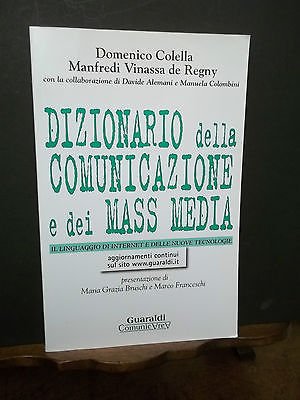 Domenico Colella
Manfredi Vinassa de Regny
con la collaborazione di Davide Alemani e Manuela Colombini
DIZIONARIO della
COMUNICAZIONE
e dei MASS MEDIA
IL LINGUAGGIO DI INTERNET E DELLE NUOVE TECNOLOGIE
aggiornamenti continui
sul sito www.guaraldi.it
presentazione di
Maria Grazia Bruschi e Marco Franceschi
Guaraldi